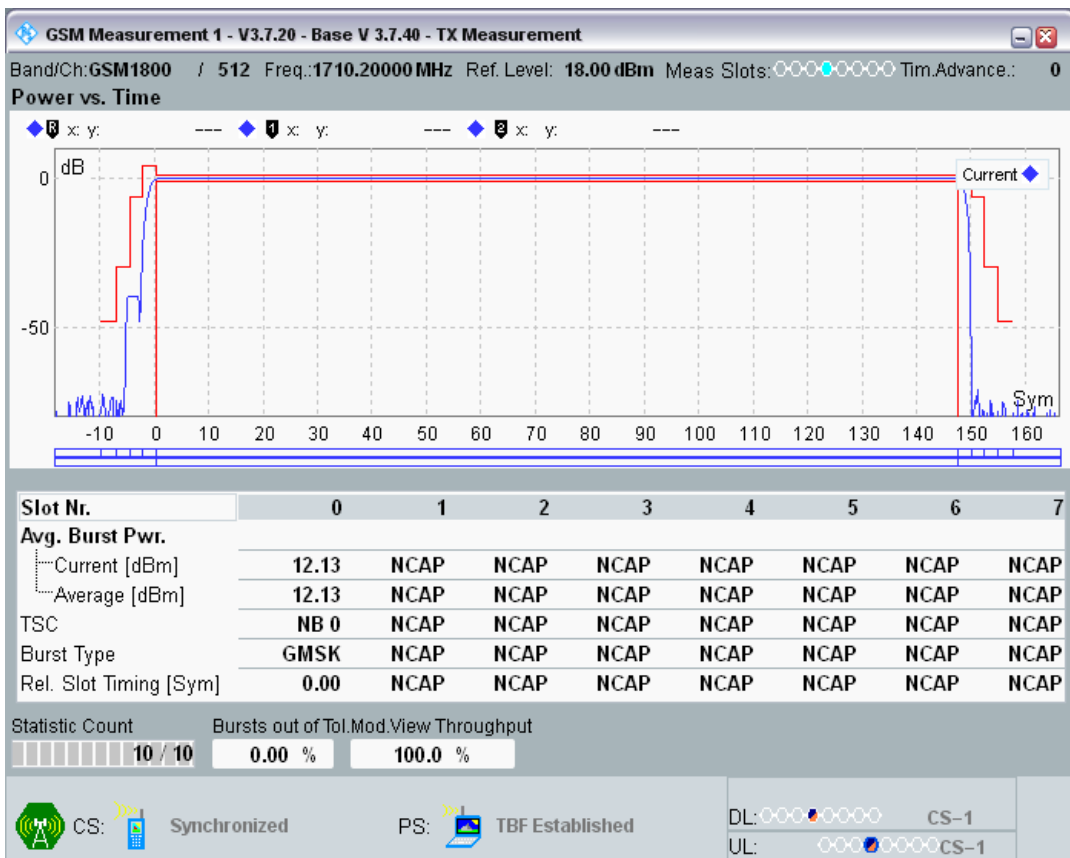 GSM Measurement 1 - V3.7.20 - Base V 3.7.40 - TX Measurement
Band/Ch:GSM1800 / 512 Freq.:1710.20000 MHz Ref. Level: 18.00 dBm Meas Slots: Tim.Advance.: 0
Power vs. Time
R x: y: --- 1 x: y: --- 2 x: y: ---
dB
Current
0
-50
Sym
-10 0 10 20 30 40 50 60 70 80 90 100 110 120 130 140 150 160
Slot Nr. 0 1 2 3 4 5 6 7
Avg. Burst Pwr.
Current [dBm] 12.13 NCAP NCAP NCAP NCAP NCAP NCAP NCAP
Average [dBm] 12.13 NCAP NCAP NCAP NCAP NCAP NCAP NCAP
TSC NB 0 NCAP NCAP NCAP NCAP NCAP NCAP NCAP
Burst Type GMSK NCAP NCAP NCAP NCAP NCAP NCAP NCAP
Rel. Slot Timing [Sym] 0.00 NCAP NCAP NCAP NCAP NCAP NCAP NCAP
Statistic Count Bursts out of Tol.Mod.View Throughput
10 / 10 0.00 % 100.0 %
CS: Synchronized PS: TBF Established
DL: CS-1
UL: CS-1